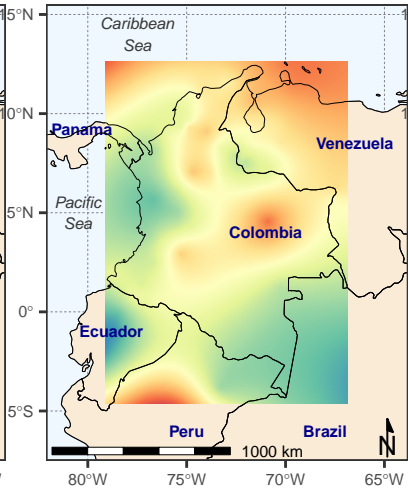 Caribbean
Sea
15°N
10°N
Panama
Venezuela
Pacific
Sea
5°N
Colombia
0°
Ecuador
5°S
Peru
Brazil
N
1000 km
80°W
75°W
70°W
65°W